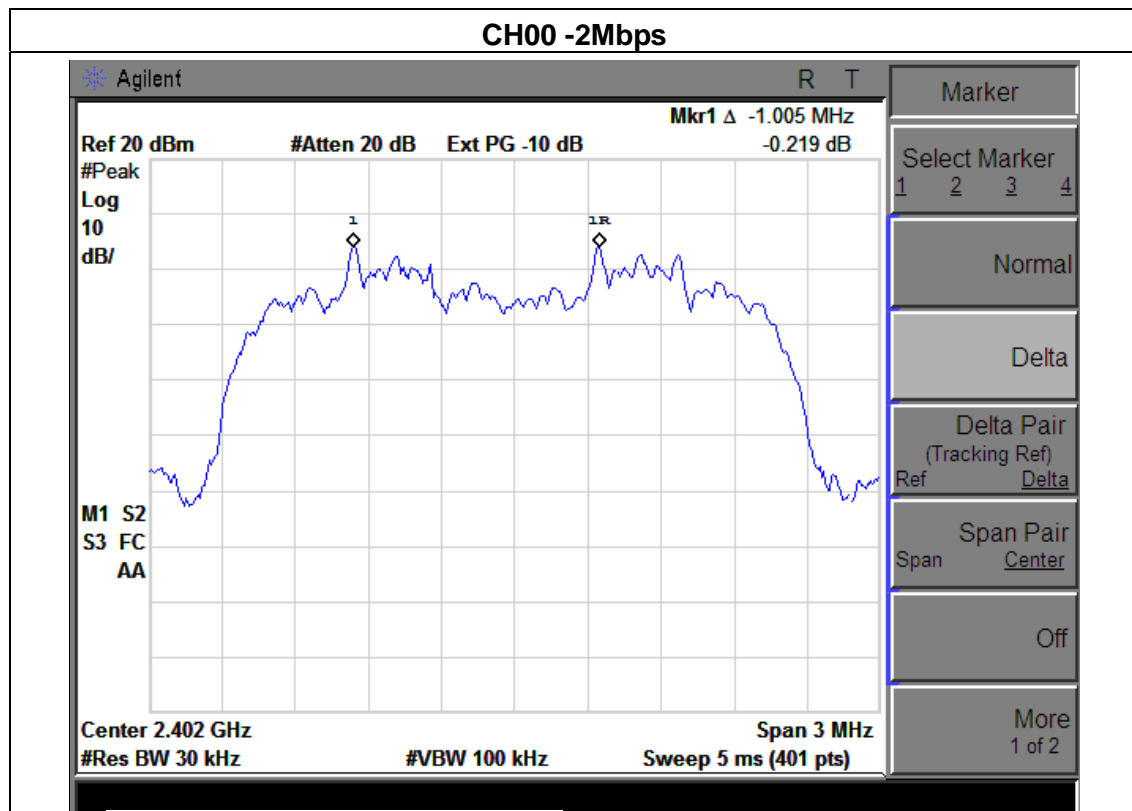 CH00 -2Mbps
Agilent R T
Mkr1 Δ -1.005 MHz
Ref 20 dBm #Atten 20 dB Ext PG -10 dB -0.219 dB
#Peak
Log
10
dB/
1
1R
M1 S2
S3 FC
AA
Center 2.402 GHz Span 3 MHz
#Res BW 30 kHz #VBW 100 kHz Sweep 5 ms (401 pts)
Marker
Select Marker
1 2 3 4
Normal
Delta
Delta Pair
(Tracking Ref)
Ref Delta
Span Pair
Span Center
Off
More
1 of 2